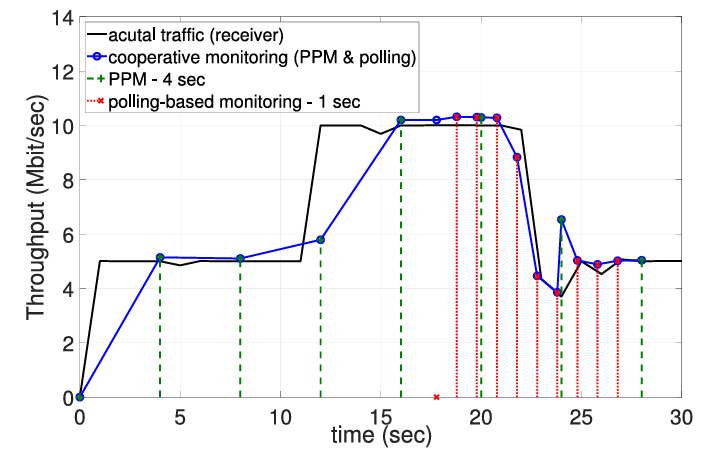 14
acutal traffic (receiver)
cooperative monitoring (PPM & polling)
12
PPM - 4 sec
polling-based monitoring - 1 sec
10
8
6
4
2
0
Throughput (Mbit/sec)
0 5 10 15 20 25 30
time (sec)